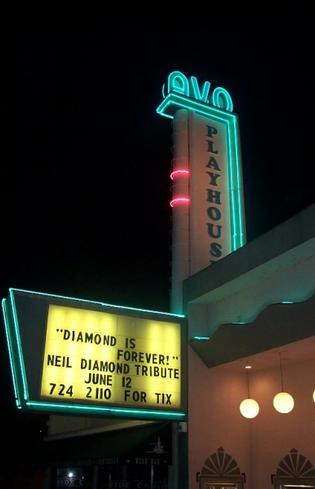 AVO
PLAYHOUSE
"DIAMOND IS
FOREVER!"
NEIL DIAMOND TRIBUTE
JUNE 12
724 2110 FOR TIX